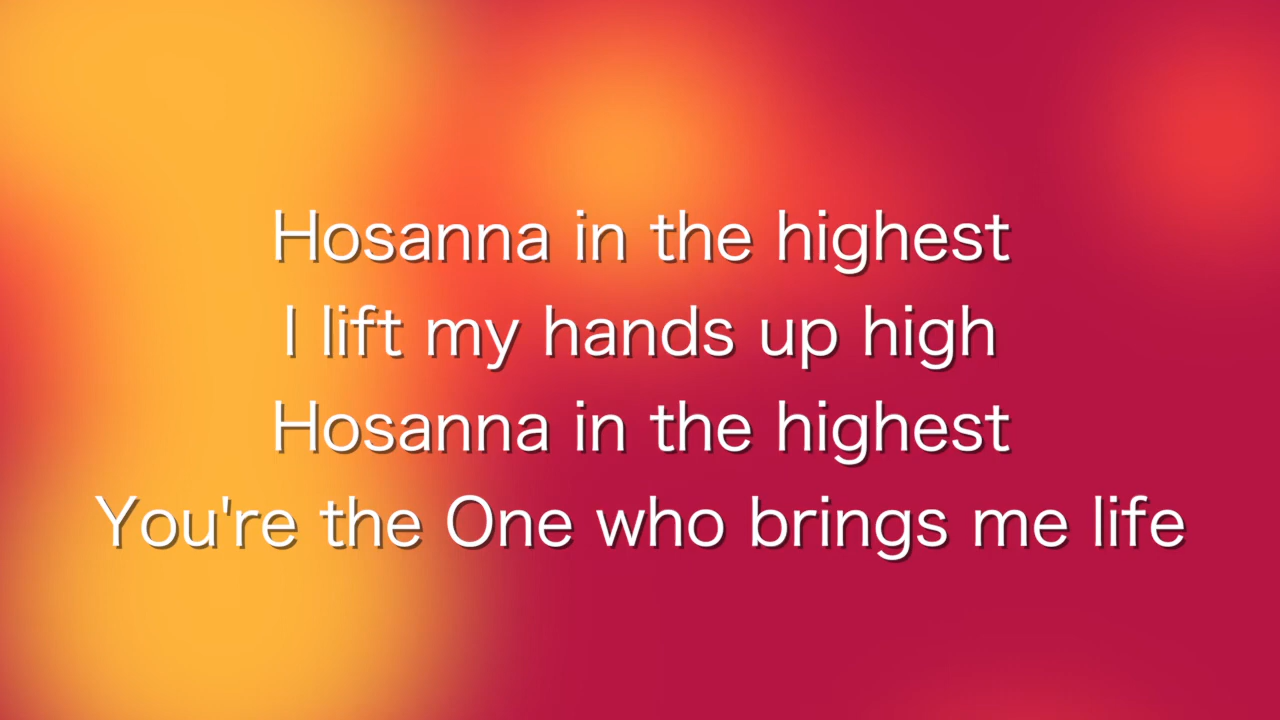 Hosanna in the highest
I lift my hands up high
Hosanna in the highest
You're the One who brings me life